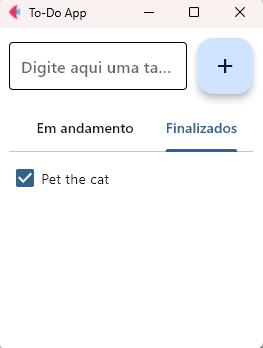 To-Do App
Digite aqui uma ta...
+
Em andamento
Finalizados
Pet the cat